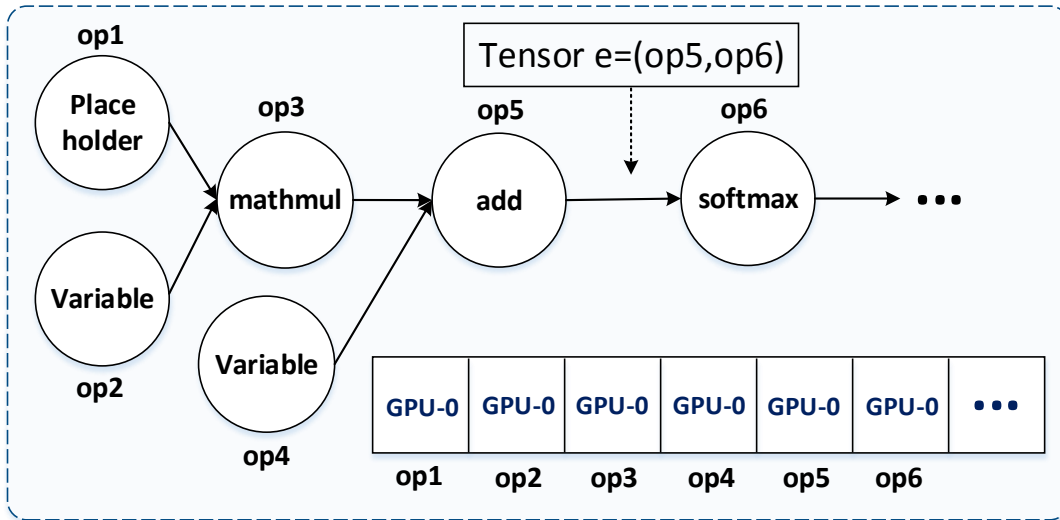 op1
Place
holder
op3
mathmul
Tensor e=(op5,op6)
op5
add
op6
softmax
...
Variable
op2
Variable
op4
GPU-0 GPU-0 GPU-0 GPU-0 GPU-0 GPU-0 ...
op1 op2 op3 op4 op5 op6